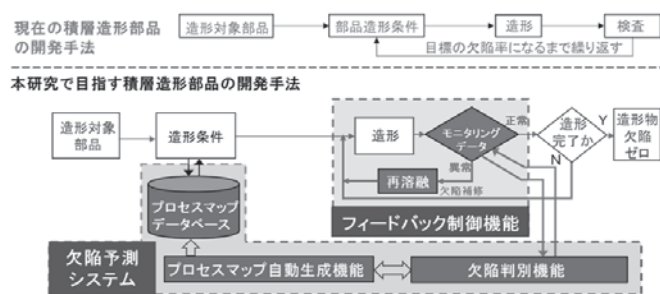 現在の積層造形部品
の開発手法
造形対象部品
部品造形条件
造形
検査
目標の欠陥率になるまで繰り返す
本研究で目指す積層造形部品の開発手法
造形対象
部品
造形条件
造形
モニタリング
データ
正常
造形
完了か
Y
造形物
欠陥
ゼロ
N
異常
再溶融
欠陥補修
プロセスマップ
データベース
フィードバック制御機能
欠陥予測
システム
プロセスマップ自動生成機能
欠陥判別機能